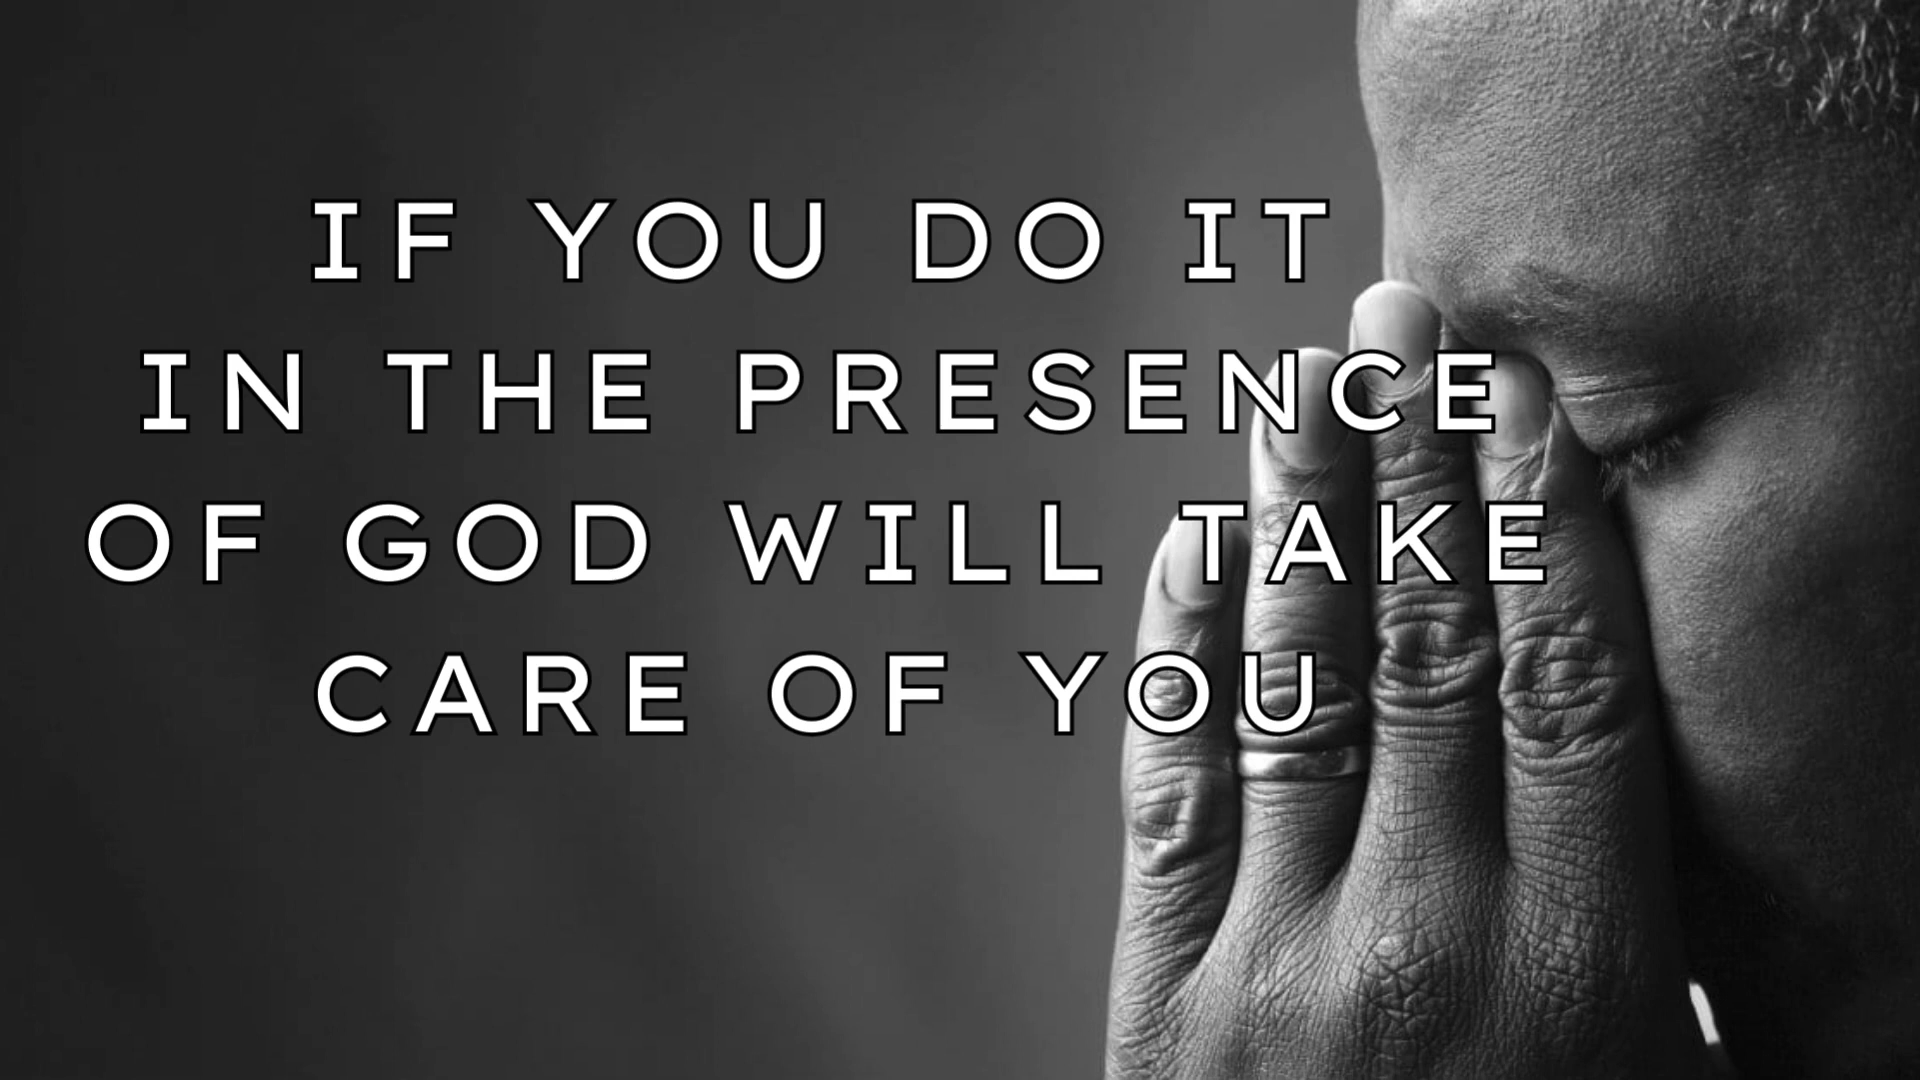 IF YOU DO IT
IN THE PRESENCE
OF GOD WILL TAKE
CARE OF YOU